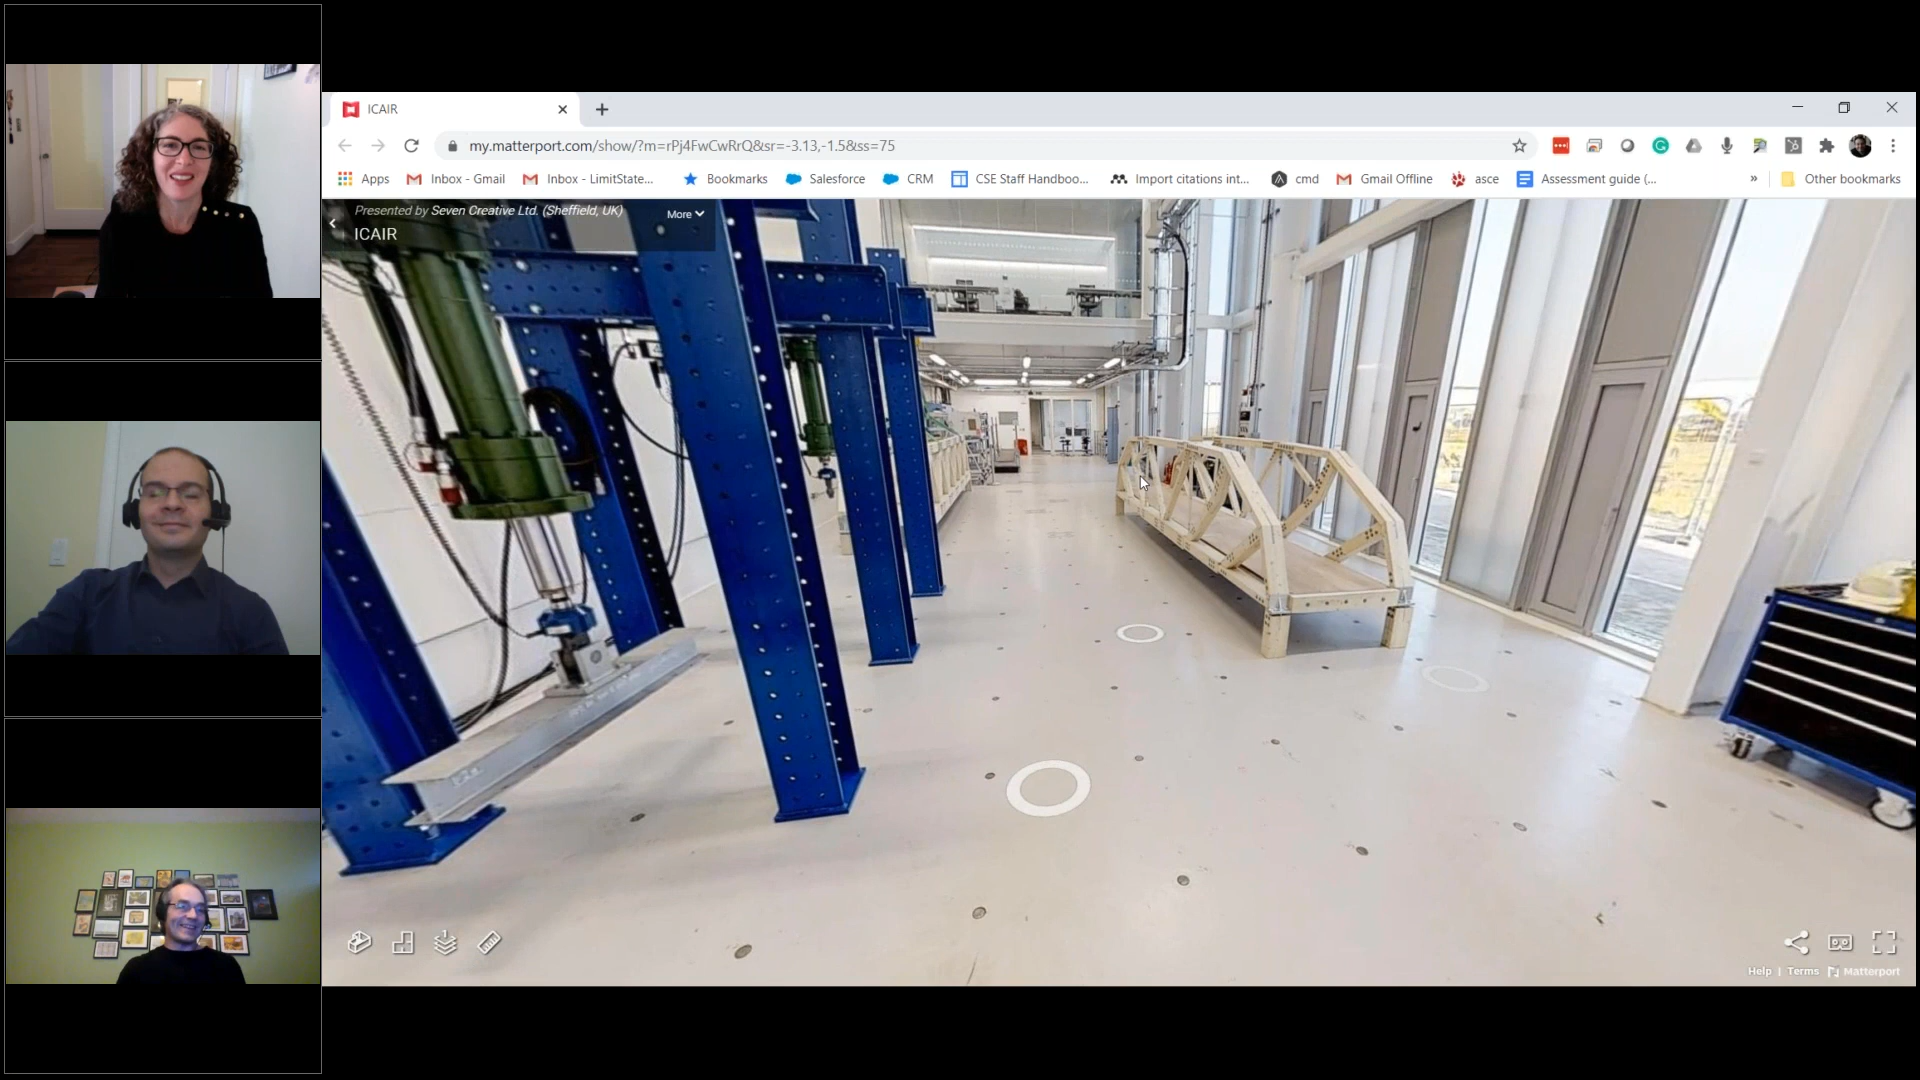 ICAIR
my.matterport.com/show/?m=rPj4FwCwRrQ&sr=-3.13,-1.5&ss=75
Apps Inbox - Gmail Inbox - LimitState... Bookmarks Salesforce CRM CSE Staff Handboo... Import citations int... cmd Gmail Offline asce Assessment guide (... » Other bookmarks
Presented by Seven Creative Ltd. (Sheffield, UK) More
ICAIR
Help | Terms Matterport